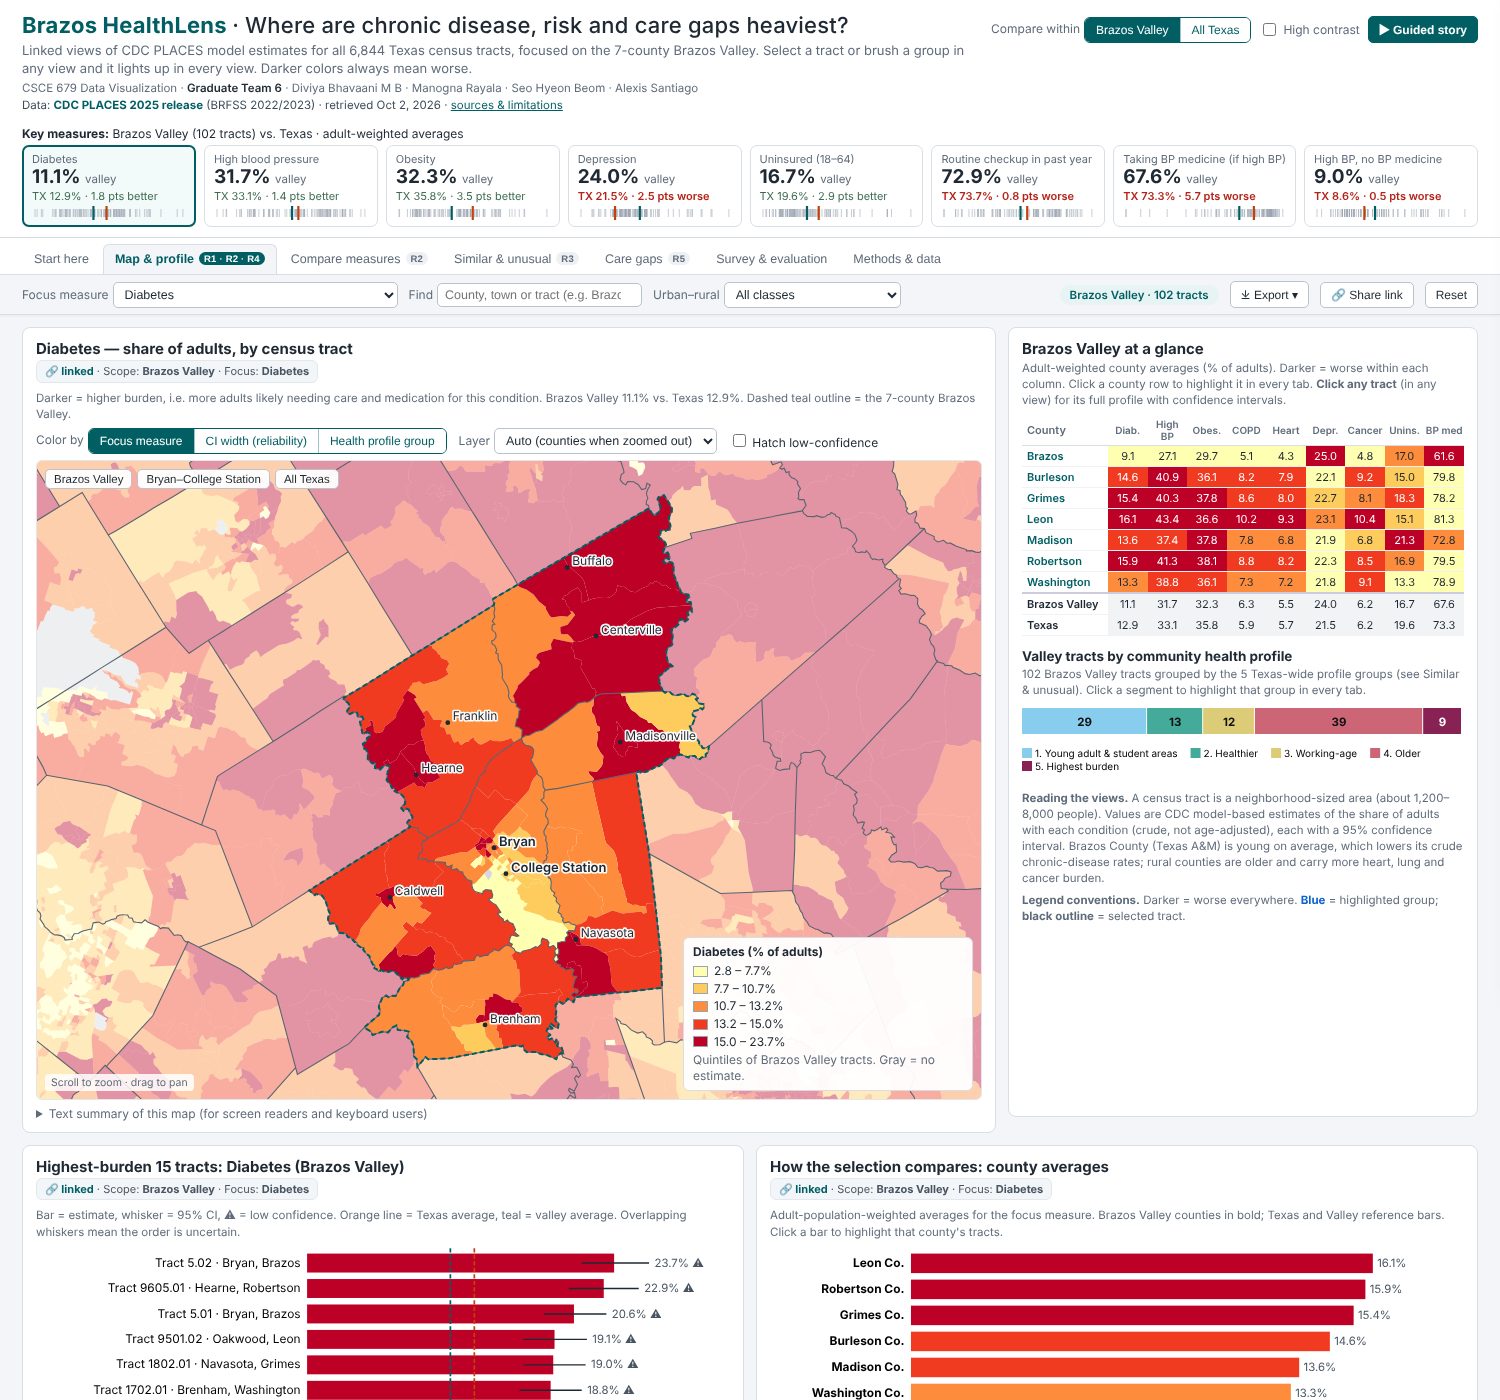 Brazos HealthLens · Where are chronic disease, risk and care gaps heaviest?
Linked views of CDC PLACES model estimates for all 6,844 Texas census tracts, focused on the 7-county Brazos Valley. Select a tract or brush a group in
any view and it lights up in every view. Darker colors always mean worse.
CSCE 679 Data Visualization · Graduate Team 6 · Diviya Bhavaani M B · Manogna Rayala · Seo Hyeon Beom · Alexis Santiago
Data: CDC PLACES 2025 release (BRFSS 2022/2023) · retrieved Oct 2, 2026 · sources & limitations
Compare within Brazos Valley All Texas High contrast ▶ Guided story
Key measures: Brazos Valley (102 tracts) vs. Texas · adult-weighted averages
Diabetes
11.1% valley
TX 12.9% · 1.8 pts better
High blood pressure
31.7% valley
TX 33.1% · 1.4 pts better
Obesity
32.3% valley
TX 35.8% · 3.5 pts better
Depression
24.0% valley
TX 21.5% · 2.5 pts worse
Uninsured (18–64)
16.7% valley
TX 19.6% · 2.9 pts better
Routine checkup in past year
72.9% valley
TX 73.7% · 0.8 pts worse
Taking BP medicine (if high BP)
67.6% valley
TX 73.3% · 5.7 pts worse
High BP, no BP medicine
9.0% valley
TX 8.6% · 0.5 pts worse
Start here Map & profile R1 · R2 · R4 Compare measures R2 Similar & unusual R3 Care gaps R5 Survey & evaluation Methods & data
Focus measure Diabetes Find County, town or tract (e.g. Brazo Urban–rural All classes Brazos Valley · 102 tracts Export ▾ 🔗 Share link Reset
Diabetes — share of adults, by census tract
🔗 linked · Scope: Brazos Valley · Focus: Diabetes
Darker = higher burden, i.e. more adults likely needing care and medication for this condition. Brazos Valley 11.1% vs. Texas 12.9%. Dashed teal outline = the 7-county Brazos
Valley.
Color by Focus measure CI width (reliability) Health profile group Layer Auto (counties when zoomed out) Hatch low-confidence
Brazos Valley Bryan–College Station All Texas
Buffalo
Centerville
Franklin
Madisonville
Hearne
Bryan
College Station
Caldwell
Navasota
Brenham
Diabetes (% of adults)
2.8 – 7.7%
7.7 – 10.7%
10.7 – 13.2%
13.2 – 15.0%
15.0 – 23.7%
Quintiles of Brazos Valley tracts. Gray = no
estimate.
Scroll to zoom · drag to pan
▶ Text summary of this map (for screen readers and keyboard users)
Brazos Valley at a glance
Adult-weighted county averages (% of adults). Darker = worse within each
column. Click a county row to highlight it in every tab. Click any tract (in any
view) for its full profile with confidence intervals.
County Diab. High BP Obes. COPD Heart Depr. Cancer Unins. BP med
Brazos 9.1 27.1 29.7 5.1 4.3 25.0 4.8 17.0 61.6
Burleson 14.6 40.9 36.1 8.2 7.9 22.1 9.2 15.0 79.8
Grimes 15.4 40.3 37.8 8.6 8.0 22.7 8.1 18.3 78.2
Leon 16.1 43.4 36.6 10.2 9.3 23.1 10.4 15.1 81.3
Madison 13.6 37.4 37.8 7.8 6.8 21.9 6.8 21.3 72.8
Robertson 15.9 41.3 38.1 8.8 8.2 22.3 8.5 16.9 79.5
Washington 13.3 38.8 36.1 7.3 7.2 21.8 9.1 13.3 78.9
Brazos Valley 11.1 31.7 32.3 6.3 5.5 24.0 6.2 16.7 67.6
Texas 12.9 33.1 35.8 5.9 5.7 21.5 6.2 19.6 73.3
Valley tracts by community health profile
102 Brazos Valley tracts grouped by the 5 Texas-wide profile groups (see Similar
& unusual). Click a segment to highlight that group in every tab.
29 13 12 39 9
1. Young adult & student areas 2. Healthier 3. Working-age 4. Older
5. Highest burden
Reading the views. A census tract is a neighborhood-sized area (about 1,200–
8,000 people). Values are CDC model-based estimates of the share of adults
with each condition (crude, not age-adjusted), each with a 95% confidence
interval. Brazos County (Texas A&M) is young on average, which lowers its crude
chronic-disease rates; rural counties are older and carry more heart, lung and
cancer burden.
Legend conventions. Darker = worse everywhere. Blue = highlighted group;
black outline = selected tract.
Highest-burden 15 tracts: Diabetes (Brazos Valley)
🔗 linked · Scope: Brazos Valley · Focus: Diabetes
Bar = estimate, whisker = 95% CI, ⚠ = low confidence. Orange line = Texas average, teal = valley average. Overlapping
whiskers mean the order is uncertain.
Tract 5.02 · Bryan, Brazos 23.7% ⚠
Tract 9605.01 · Hearne, Robertson 22.9% ⚠
Tract 5.01 · Bryan, Brazos 20.6% ⚠
Tract 9501.02 · Oakwood, Leon 19.1% ⚠
Tract 1802.01 · Navasota, Grimes 19.0% ⚠
Tract 1702.01 · Brenham, Washington 18.8% ⚠
How the selection compares: county averages
🔗 linked · Scope: Brazos Valley · Focus: Diabetes
Adult-population-weighted averages for the focus measure. Brazos Valley counties in bold; Texas and Valley reference bars.
Click a bar to highlight that county's tracts.
Leon Co. 16.1%
Robertson Co. 15.9%
Grimes Co. 15.4%
Burleson Co. 14.6%
Madison Co. 13.6%
Washington Co. 13.3%